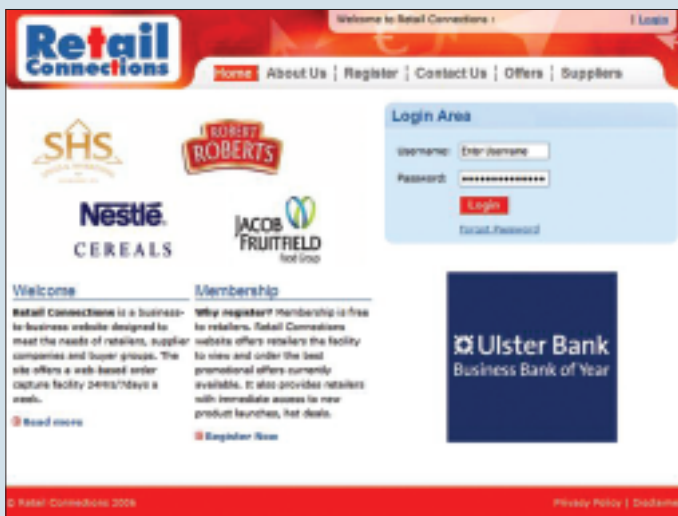 Retail
Connections
Welcome to Retail Connections :
| Login
Home About Us | Register | Contact Us | Offers | Suppliers
SHS
ROBERT
ROBERTS
Nestlé
CEREALS
JACOB
FRUITFIELD
Food Group
Login Area
Username: Enter Username
Password:
Login
Forgot Password
Welcome
Retail Connections is a business-
to-business website designed to
meet the needs of retailers, supplier
companies and buyer groups. The
site offers a web based order
capture facility 24Hrs/7days a
week.
Read more
Membership
Why register? Membership is free
to retailers. Retail Connections
website offers retailers the facility
to view and order the best
promotional offers currently
available. It also provides retailers
with immediate access to new
product launches, hot deals.
Register Now
Ulster Bank
Business Bank of Year
© Retail Connections 2006
Privacy Policy | Disclaime